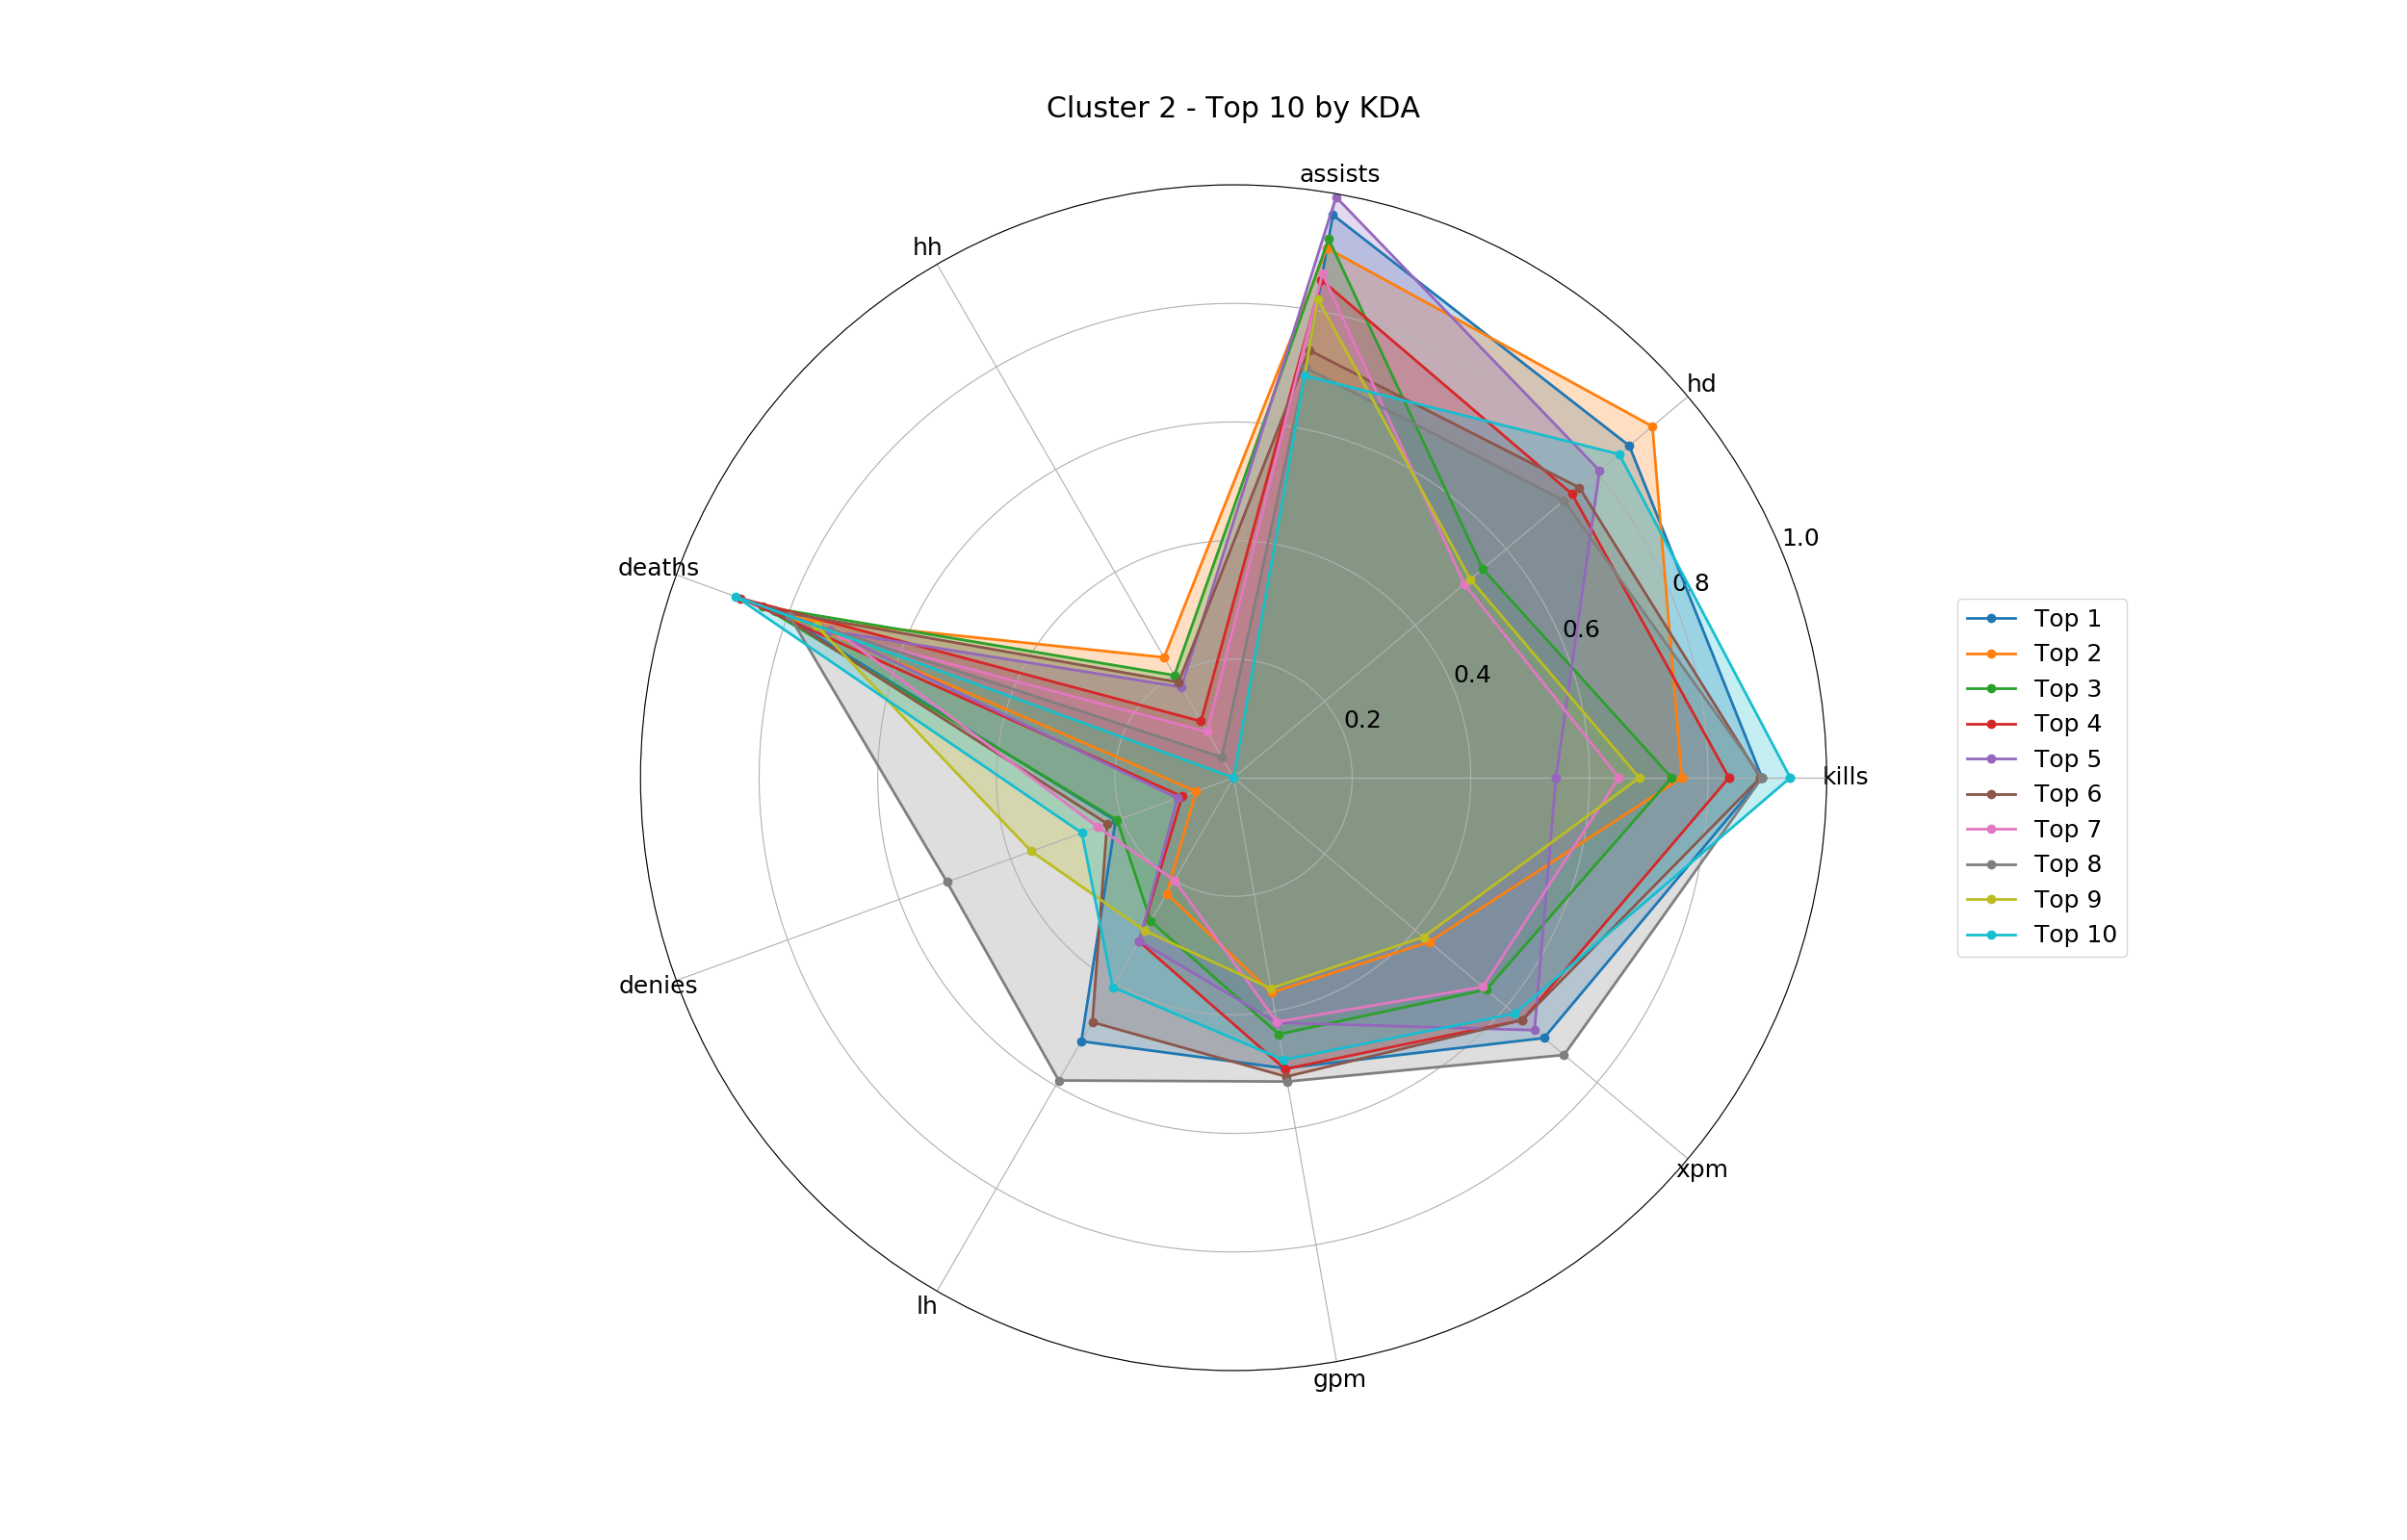 Cluster 2 - Top 10 by KDA
assists
hh
hd
deaths
1.0
0.8
0.6
0.4
0.2
kills
denies
xpm
lh
gpm
Top 1
Top 2
Top 3
Top 4
Top 5
Top 6
Top 7
Top 8
Top 9
Top 10